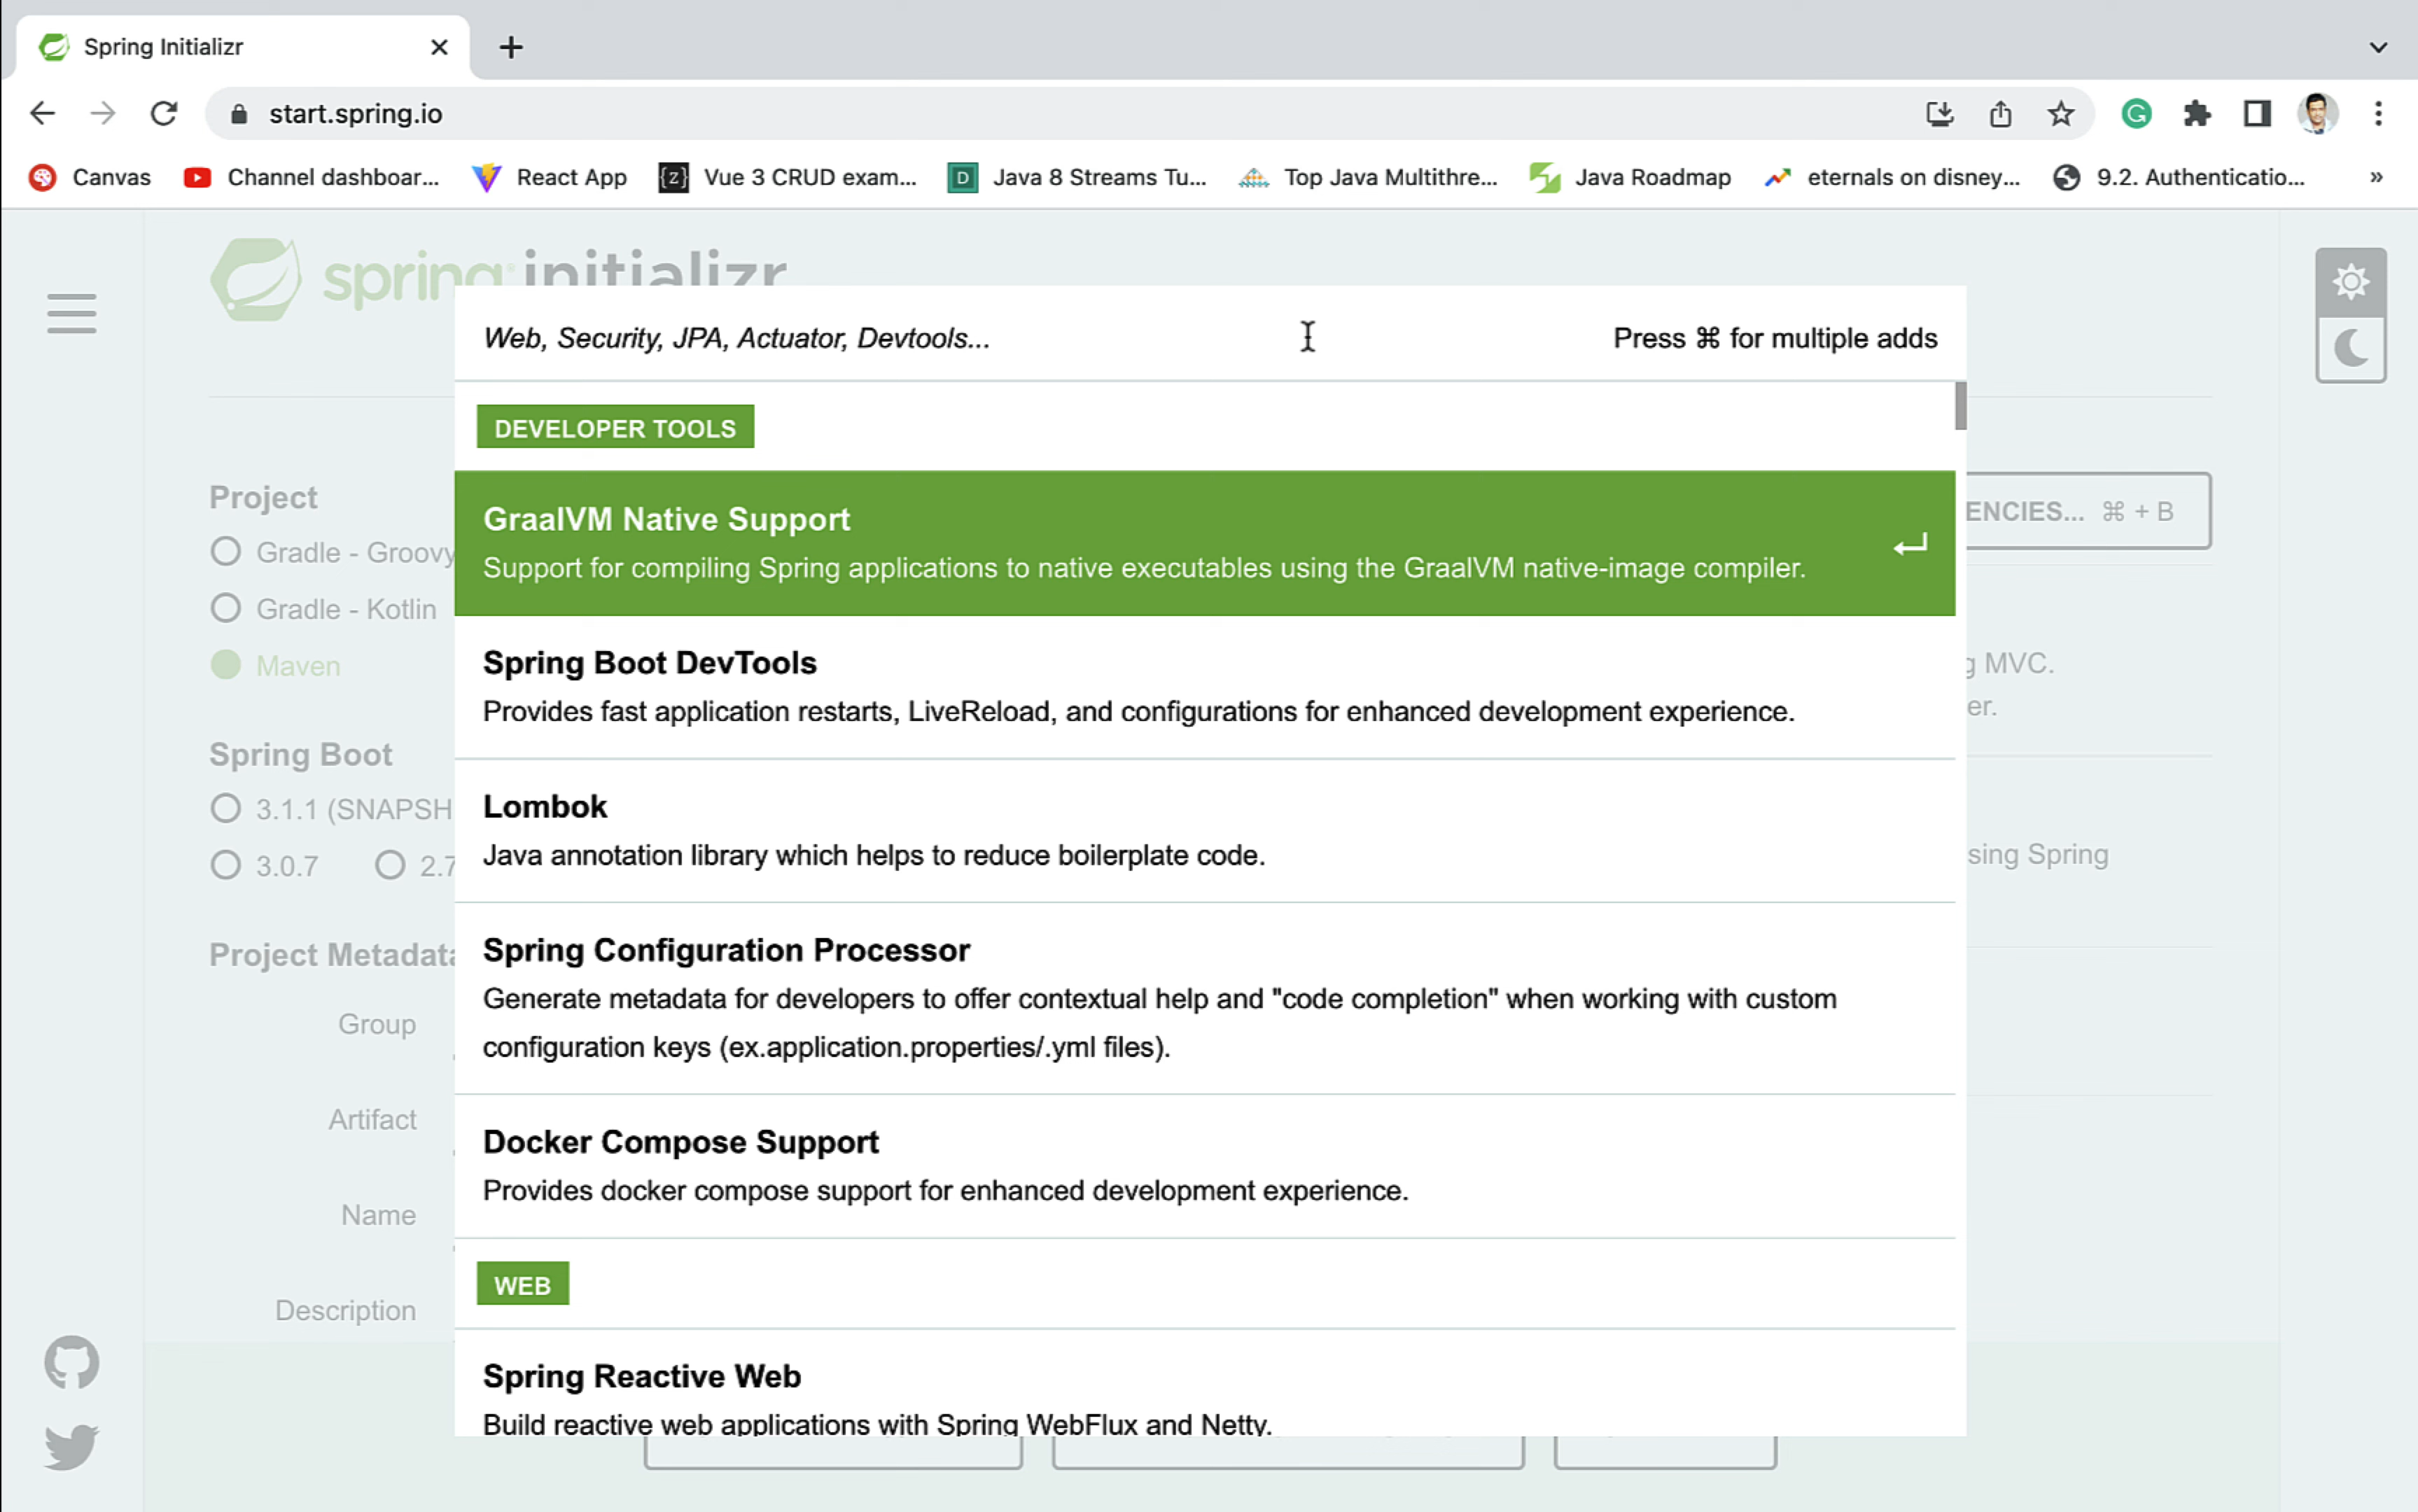 Spring Initializr
start.spring.io
Canvas
Channel dashboar...
React App
{z}
Vue 3 CRUD exam...
D
Java 8 Streams Tu...
Top Java Multithre...
Java Roadmap
eternals on disney...
9.2. Authenticatio...
»
spring initializr
Web, Security, JPA, Actuator, Devtools...
Press ⌘ for multiple adds
DEVELOPER TOOLS
GraalVM Native Support
Support for compiling Spring applications to native executables using the GraalVM native-image compiler.
Spring Boot DevTools
Provides fast application restarts, LiveReload, and configurations for enhanced development experience.
Lombok
Java annotation library which helps to reduce boilerplate code.
Spring Configuration Processor
Generate metadata for developers to offer contextual help and "code completion" when working with custom
configuration keys (ex.application.properties/.yml files).
Docker Compose Support
Provides docker compose support for enhanced development experience.
WEB
Spring Reactive Web
Build reactive web applications with Spring WebFlux and Netty.
Project
Gradle - Groovy
Gradle - Kotlin
Maven
Spring Boot
3.1.1 (SNAPSH
3.0.7
2.7
Project Metadata
Group
Artifact
Name
Description
ENCIES... ⌘ + B
g MVC.
er.
sing Spring